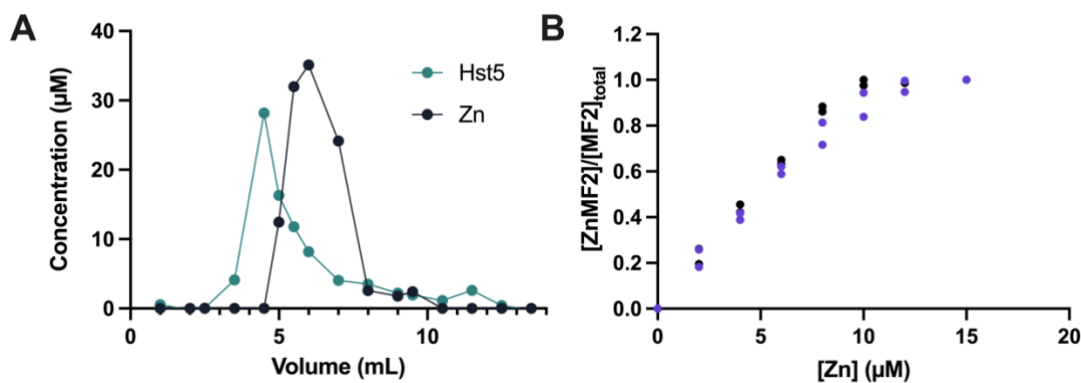 A
B
Concentration (µM)
40
30
20
10
0
0
5
10
Volume (mL)
Hst5
Zn
[ZnMF2]/[MF2]total
1.2
1.0
0.8
0.6
0.4
0.2
0.0
0
5
10
15
20
[Zn] (µM)